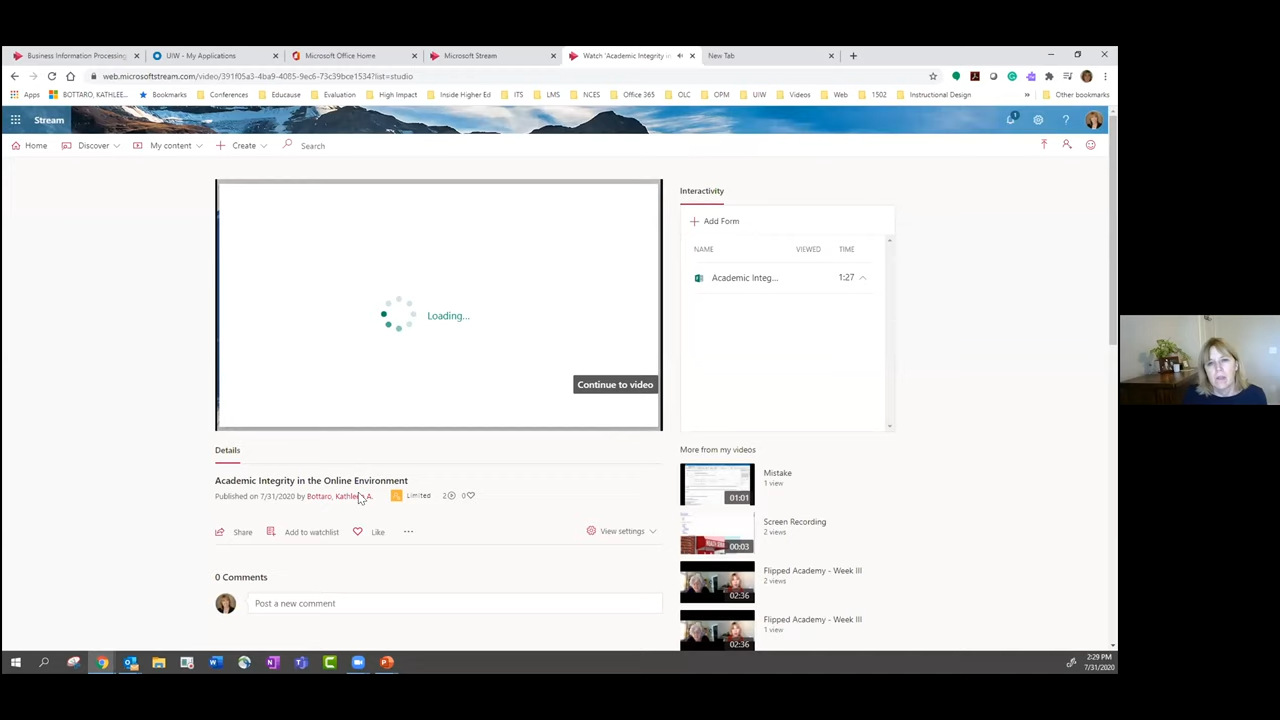 Business Information Processing
UIW - My Applications
Microsoft Office Home
Microsoft Stream
Watch 'Academic Integrity in
New Tab
web.microsoftstream.com/video/391f05a3-4ba9-4085-9ec6-73c39bce1534?list=studio
Apps
BOTTARO, KATHLEE...
Bookmarks
Conferences
Educause
Evaluation
High Impact
Inside Higher Ed
ITS
LMS
NCES
Office 365
OLC
OPM
UIW
Videos
Web
1502
Instructional Design
»
Other bookmarks
Stream
1
?
Home
Discover
My content
Create
Search
Interactivity
Add Form
NAME VIEWED TIME
Academic Integ... 1:27
Loading...
Continue to video
Details
Academic Integrity in the Online Environment
Published on 7/31/2020 by Bottaro, Kathleen A. Limited 2 0
Share Add to watchlist Like ... View settings
0 Comments
Post a new comment
More from my videos
Mistake
1 view
01:01
Screen Recording
2 views
00:03
Flipped Academy - Week III
2 views
02:36
Flipped Academy - Week III
1 view
02:36
2:29 PM
7/31/2020